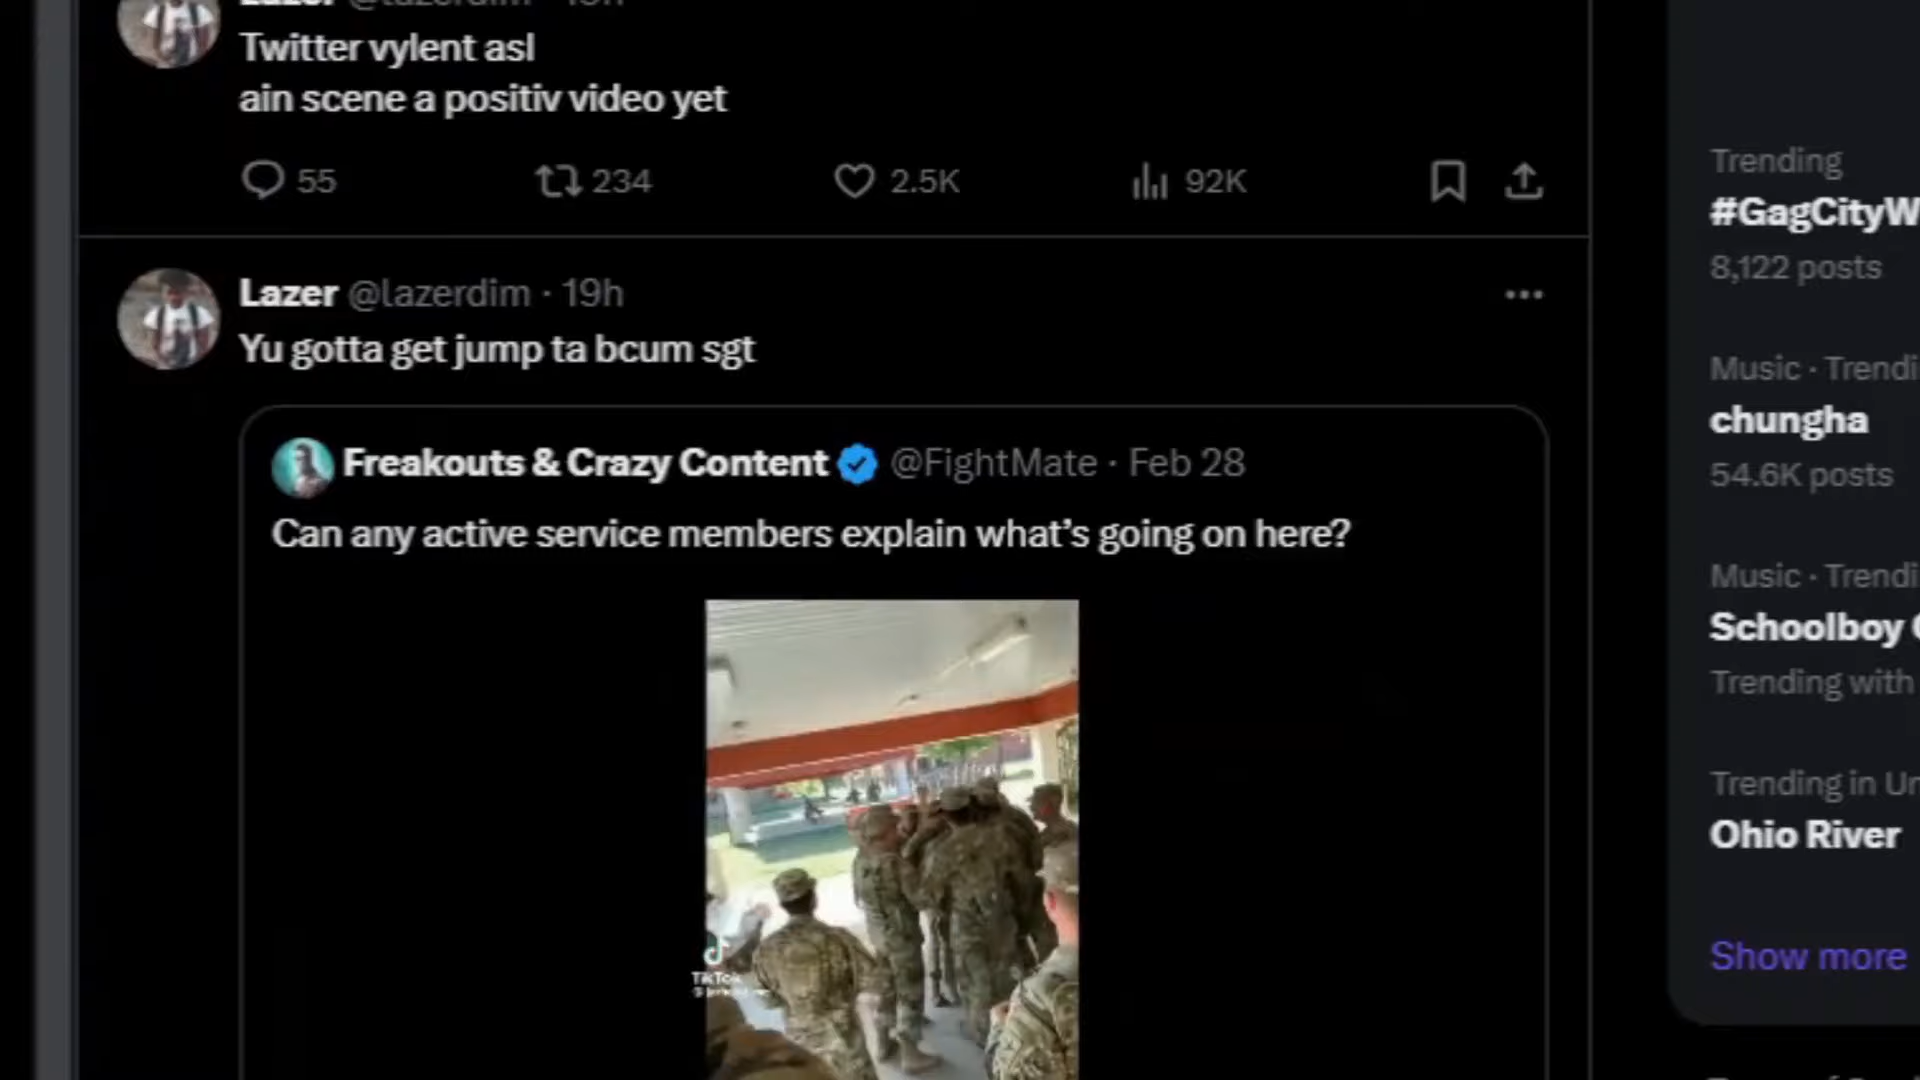 Lazer @lazerdim · 19h
Twitter vylent asl
ain scene a positiv video yet
55 234 2.5K 92K
Lazer @lazerdim · 19h
Yu gotta get jump ta bcum sgt
Freakouts & Crazy Content @FightMate · Feb 28
Can any active service members explain what's going on here?
TikTok
Trending
#GagCityW
8,122 posts
Music · Trendi
chungha
54.6K posts
Music · Trendi
Schoolboy
Trending with
Trending in Un
Ohio River
Show more